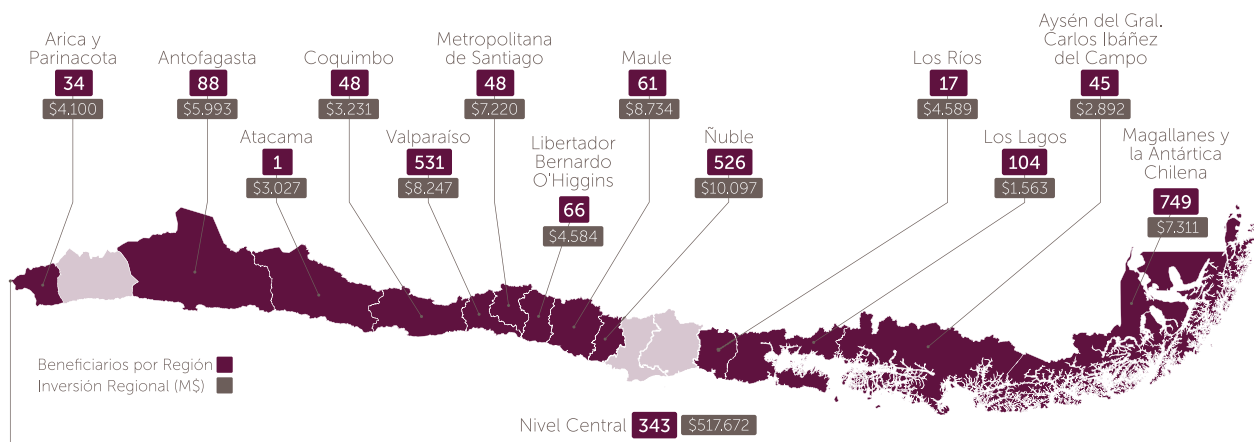 Arica y
Parinacota
34
$4.100
Antofagasta
88
$5.993
Atacama
1
$3.027
Coquimbo
48
$3.231
Valparaíso
531
$8.247
Metropolitana
de Santiago
48
$7.220
Libertador
Bernardo
O'Higgins
66
$4.584
Maule
61
$8.734
Ñuble
526
$10.097
Los Ríos
17
$4.589
Los Lagos
104
$1.563
Aysén del Gral.
Carlos Ibáñez
del Campo
45
$2.892
Magallanes y
la Antártica
Chilena
749
$7.311
Beneficiarios por Región
Inversión Regional (M$)
Nivel Central 343 $517.672